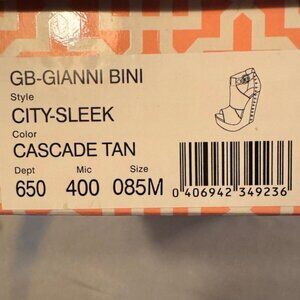 GB-GIANNI BINI
Style
CITY-SLEEK
Color
CASCADE TAN
Dept Mic Size
650 400 085M
0 406942 349236